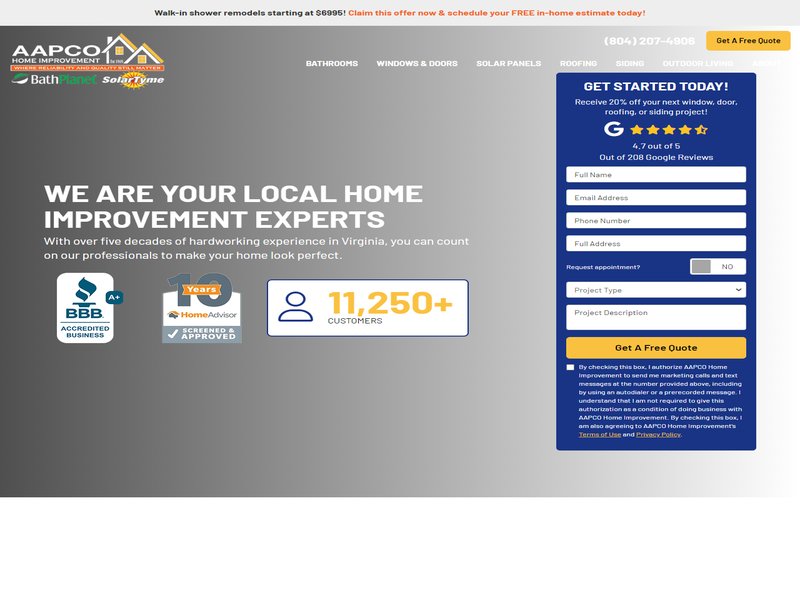 Walk-in shower remodels starting at $6995! Claim this offer now & schedule your FREE in-home estimate today!
AAPCO
HOME IMPROVEMENT
Est. 1965
WHERE RELIABILITY AND QUALITY STILL MATTER
BathPlanet SolarTyme
(804) 207-4906
Get A Free Quote
BATHROOMS WINDOWS & DOORS SOLAR PANELS ROOFING SIDING OUTDOOR LIVING ABOUT
WE ARE YOUR LOCAL HOME
IMPROVEMENT EXPERTS
With over five decades of hardworking experience in Virginia, you can count
on our professionals to make your home look perfect.
BBB
A+
ACCREDITED
BUSINESS
10
Years
HomeAdvisor
SCREENED &
APPROVED
11,250+
CUSTOMERS
GET STARTED TODAY!
Receive 20% off your next window, door,
roofing, or siding project!
G
4.7 out of 5
Out of 208 Google Reviews
Full Name
Email Address
Phone Number
Full Address
Request appointment?
NO
Project Type
Project Description
Get A Free Quote
By checking this box, I authorize AAPCO Home
Improvement to send me marketing calls and text
messages at the number provided above, including
by using an autodialer or a prerecorded message. I
understand that I am not required to give this
authorization as a condition of doing business with
AAPCO Home Improvement. By checking this box, I
am also agreeing to AAPCO Home Improvement's
Terms of Use and Privacy Policy.